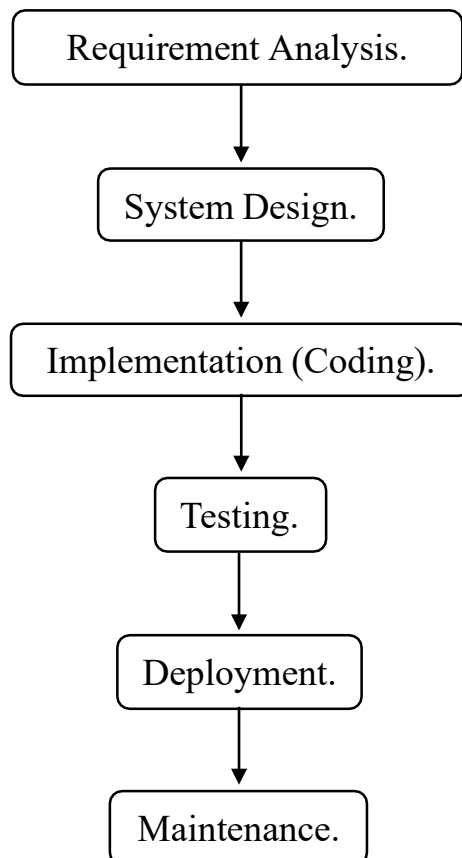 Requirement Analysis.
System Design.
Implementation (Coding).
Testing.
Deployment.
Maintenance.